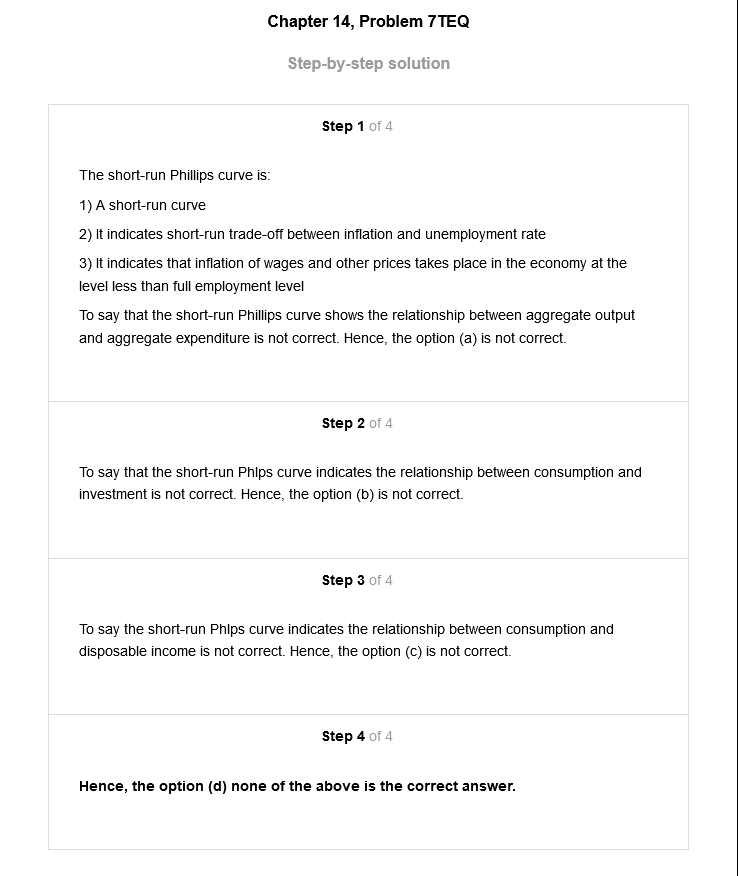 Chapter 14, Problem 7TEQ
Step-by-step solution
Step 1 of 4
The short-run Phillips curve is:
1) A short-run curve
2) It indicates short-run trade-off between inflation and unemployment rate
3) It indicates that inflation of wages and other prices takes place in the economy at the
level less than full employment level
To say that the short-run Phillips curve shows the relationship between aggregate output
and aggregate expenditure is not correct. Hence, the option (a) is not correct.
Step 2 of 4
To say that the short-run Phlps curve indicates the relationship between consumption and
investment is not correct. Hence, the option (b) is not correct.
Step 3 of 4
To say the short-run Phlps curve indicates the relationship between consumption and
disposable income is not correct. Hence, the option (c) is not correct.
Step 4 of 4
Hence, the option (d) none of the above is the correct answer.